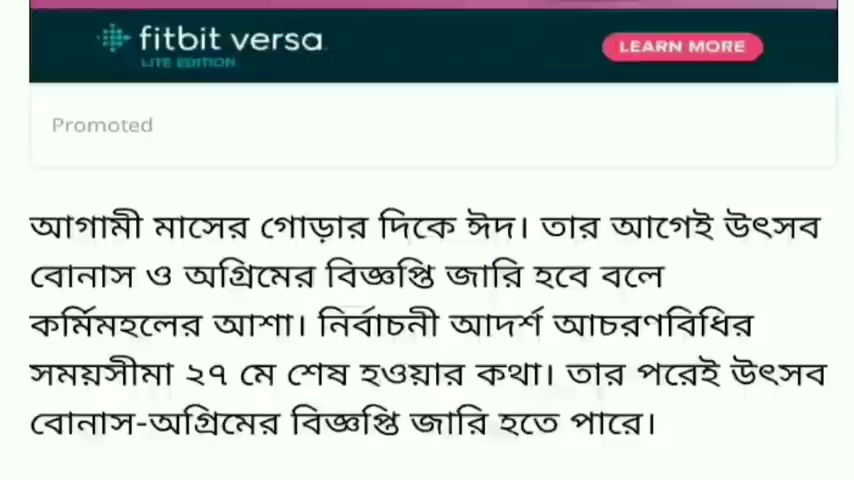 fitbit versa
LITE EDITION
LEARN MORE
Promoted
আগামী মাসের গোড়ার দিকে ঈদ। তার আগেই উৎসব
বোনাস ও অগ্রিমের বিজ্ঞপ্তি জারি হবে বলে
কর্মিমহলের আশা। নির্বাচনী আদর্শ আচরণবিধির
সময়সীমা ২৭ মে শেষ হওয়ার কথা। তার পরেই উৎসব
বোনাস-অগ্রিমের বিজ্ঞপ্তি জারি হতে পারে।